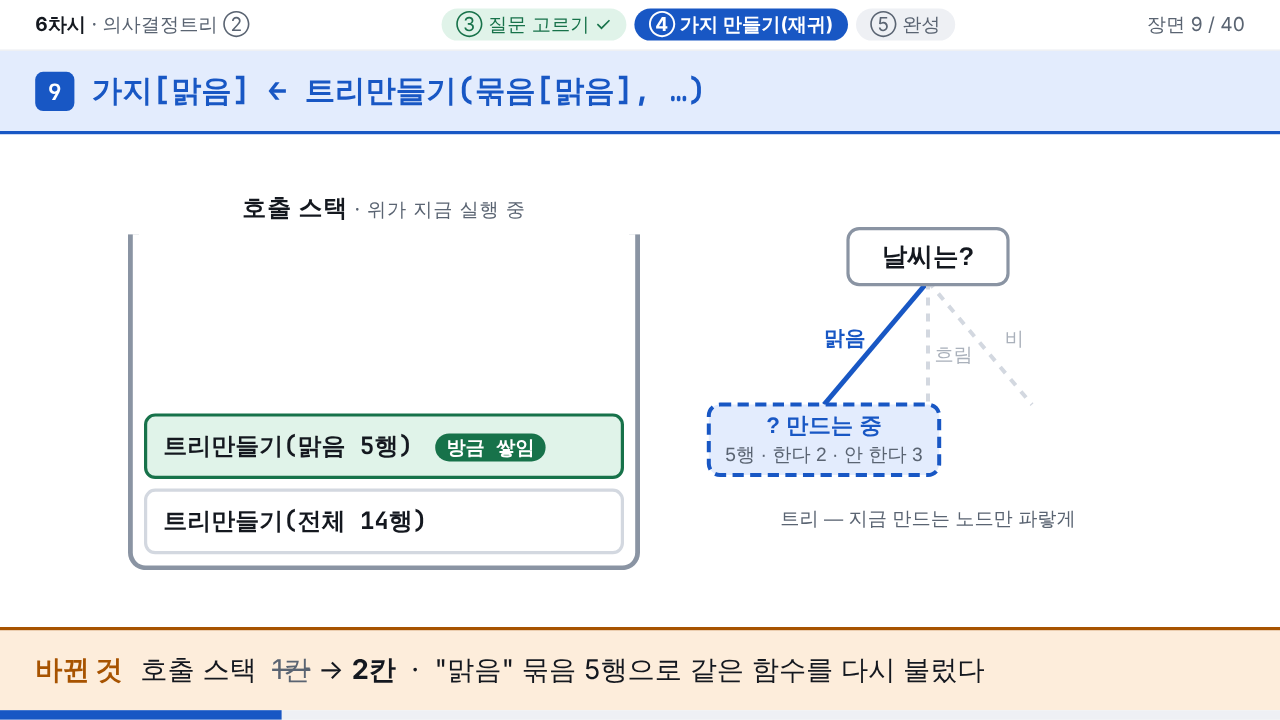 6차시 · 의사결정트리 ②
③ 질문 고르기 ✓
④ 가지 만들기(재귀)
⑤ 완성
장면 9 / 40
9 가지[맑음] ← 트리만들기(묶음[맑음], …)
호출 스택 · 위가 지금 실행 중
트리만들기(맑음 5행) 방금 쌓임
트리만들기(전체 14행)
날씨는?
맑음
흐림
비
? 만드는 중
5행 · 한다 2 · 안 한다 3
트리 — 지금 만드는 노드만 파랗게
바뀐 것 호출 스택 1칸 → 2칸 · "맑음" 묶음 5행으로 같은 함수를 다시 불렀다